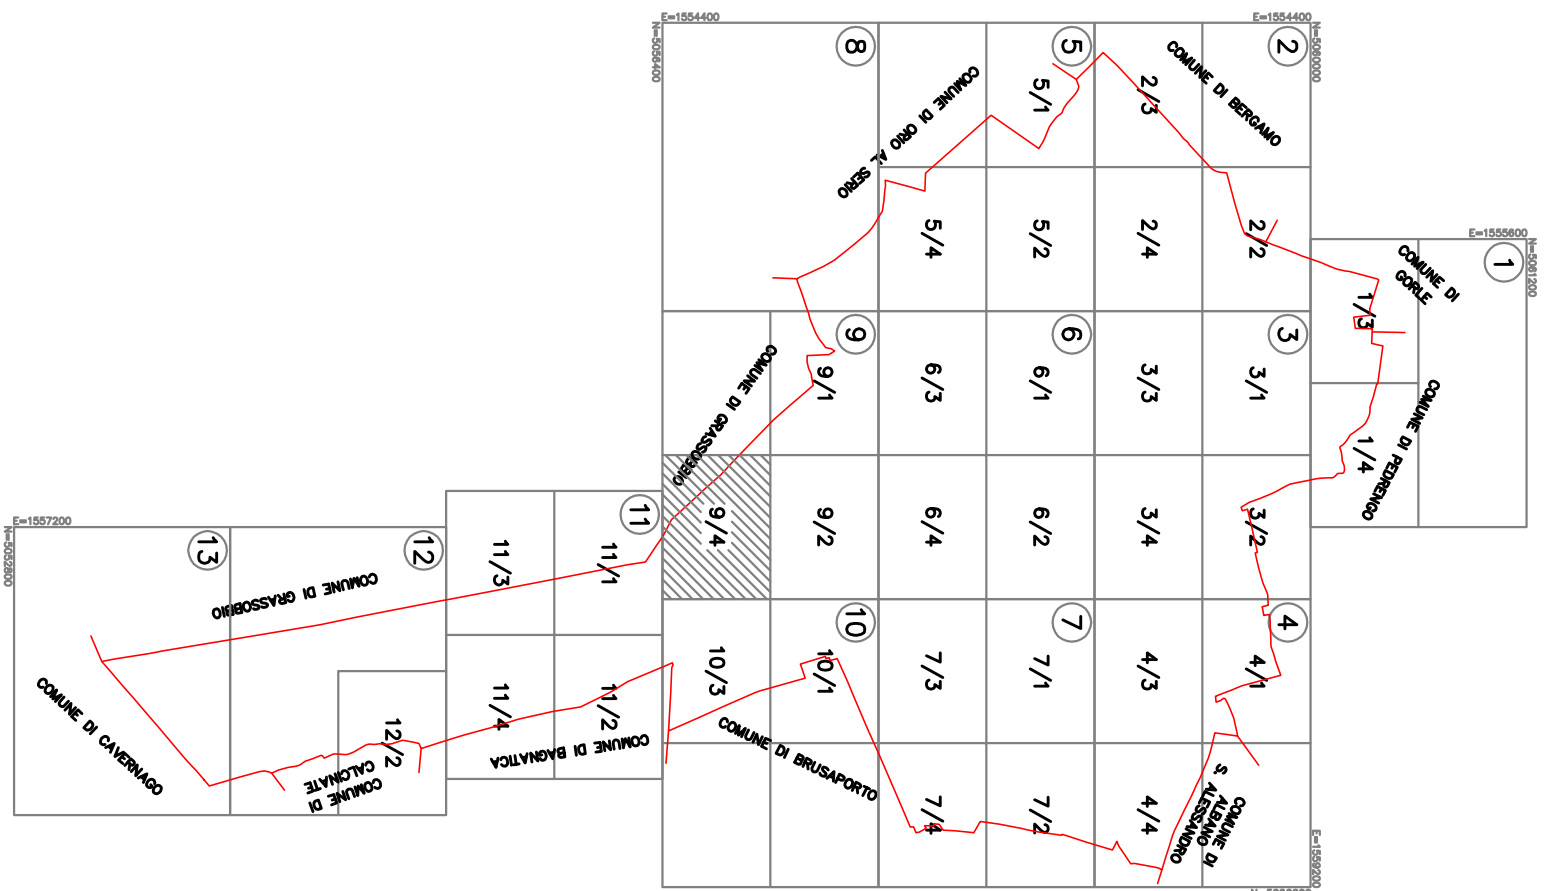 E=1554400
N=5056400
E=1554400
N=5060000
E=1555600
N=5061200
1
COMUNE DI
GORLE
1/3
1/4
COMUNE DI PEDRENGO
2
COMUNE DI BERGAMO
2/3
2/2
2/4
5
5/1
5/2
5/4
8
COMUNE DI ORIO AL SERIO
3
3/1
3/3
3/2
3/4
6
6/1
6/3
6/2
6/4
9
9/1
9/2
9/4
COMUNE DI GRASSOBBIO
4
4/1
4/3
4/4
COMUNE DI
ALBANO
S. ALESSANDRO
7
7/1
7/3
7/2
7/4
10
10/1
10/3
COMUNE DI BRUSAPORTO
11
11/1
11/3
11/2
11/4
COMUNE DI BAGNATICA
12
12/2
COMUNE DI GRASSOBBIO
COMUNE DI
CALCINATE
13
COMUNE DI CAVERNAGO
E=1557200
N=5052800
E=1559200